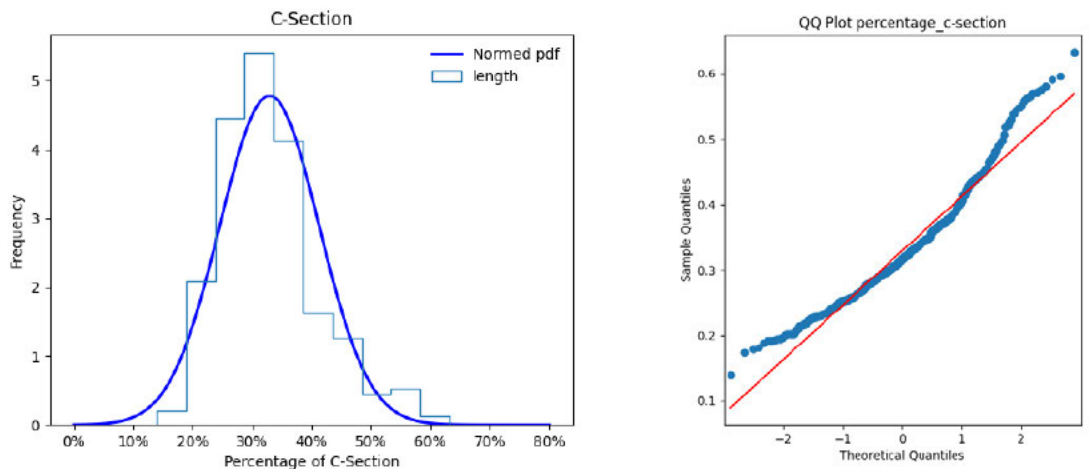 C-Section
Normed pdf
length
Frequency
5
4
3
2
1
0
0% 10% 20% 30% 40% 50% 60% 70% 80%
Percentage of C-Section
QQ Plot percentage_c-section
Sample Quantiles
0.6
0.5
0.4
0.3
0.2
0.1
−2 −1 0 1 2
Theoretical Quantiles